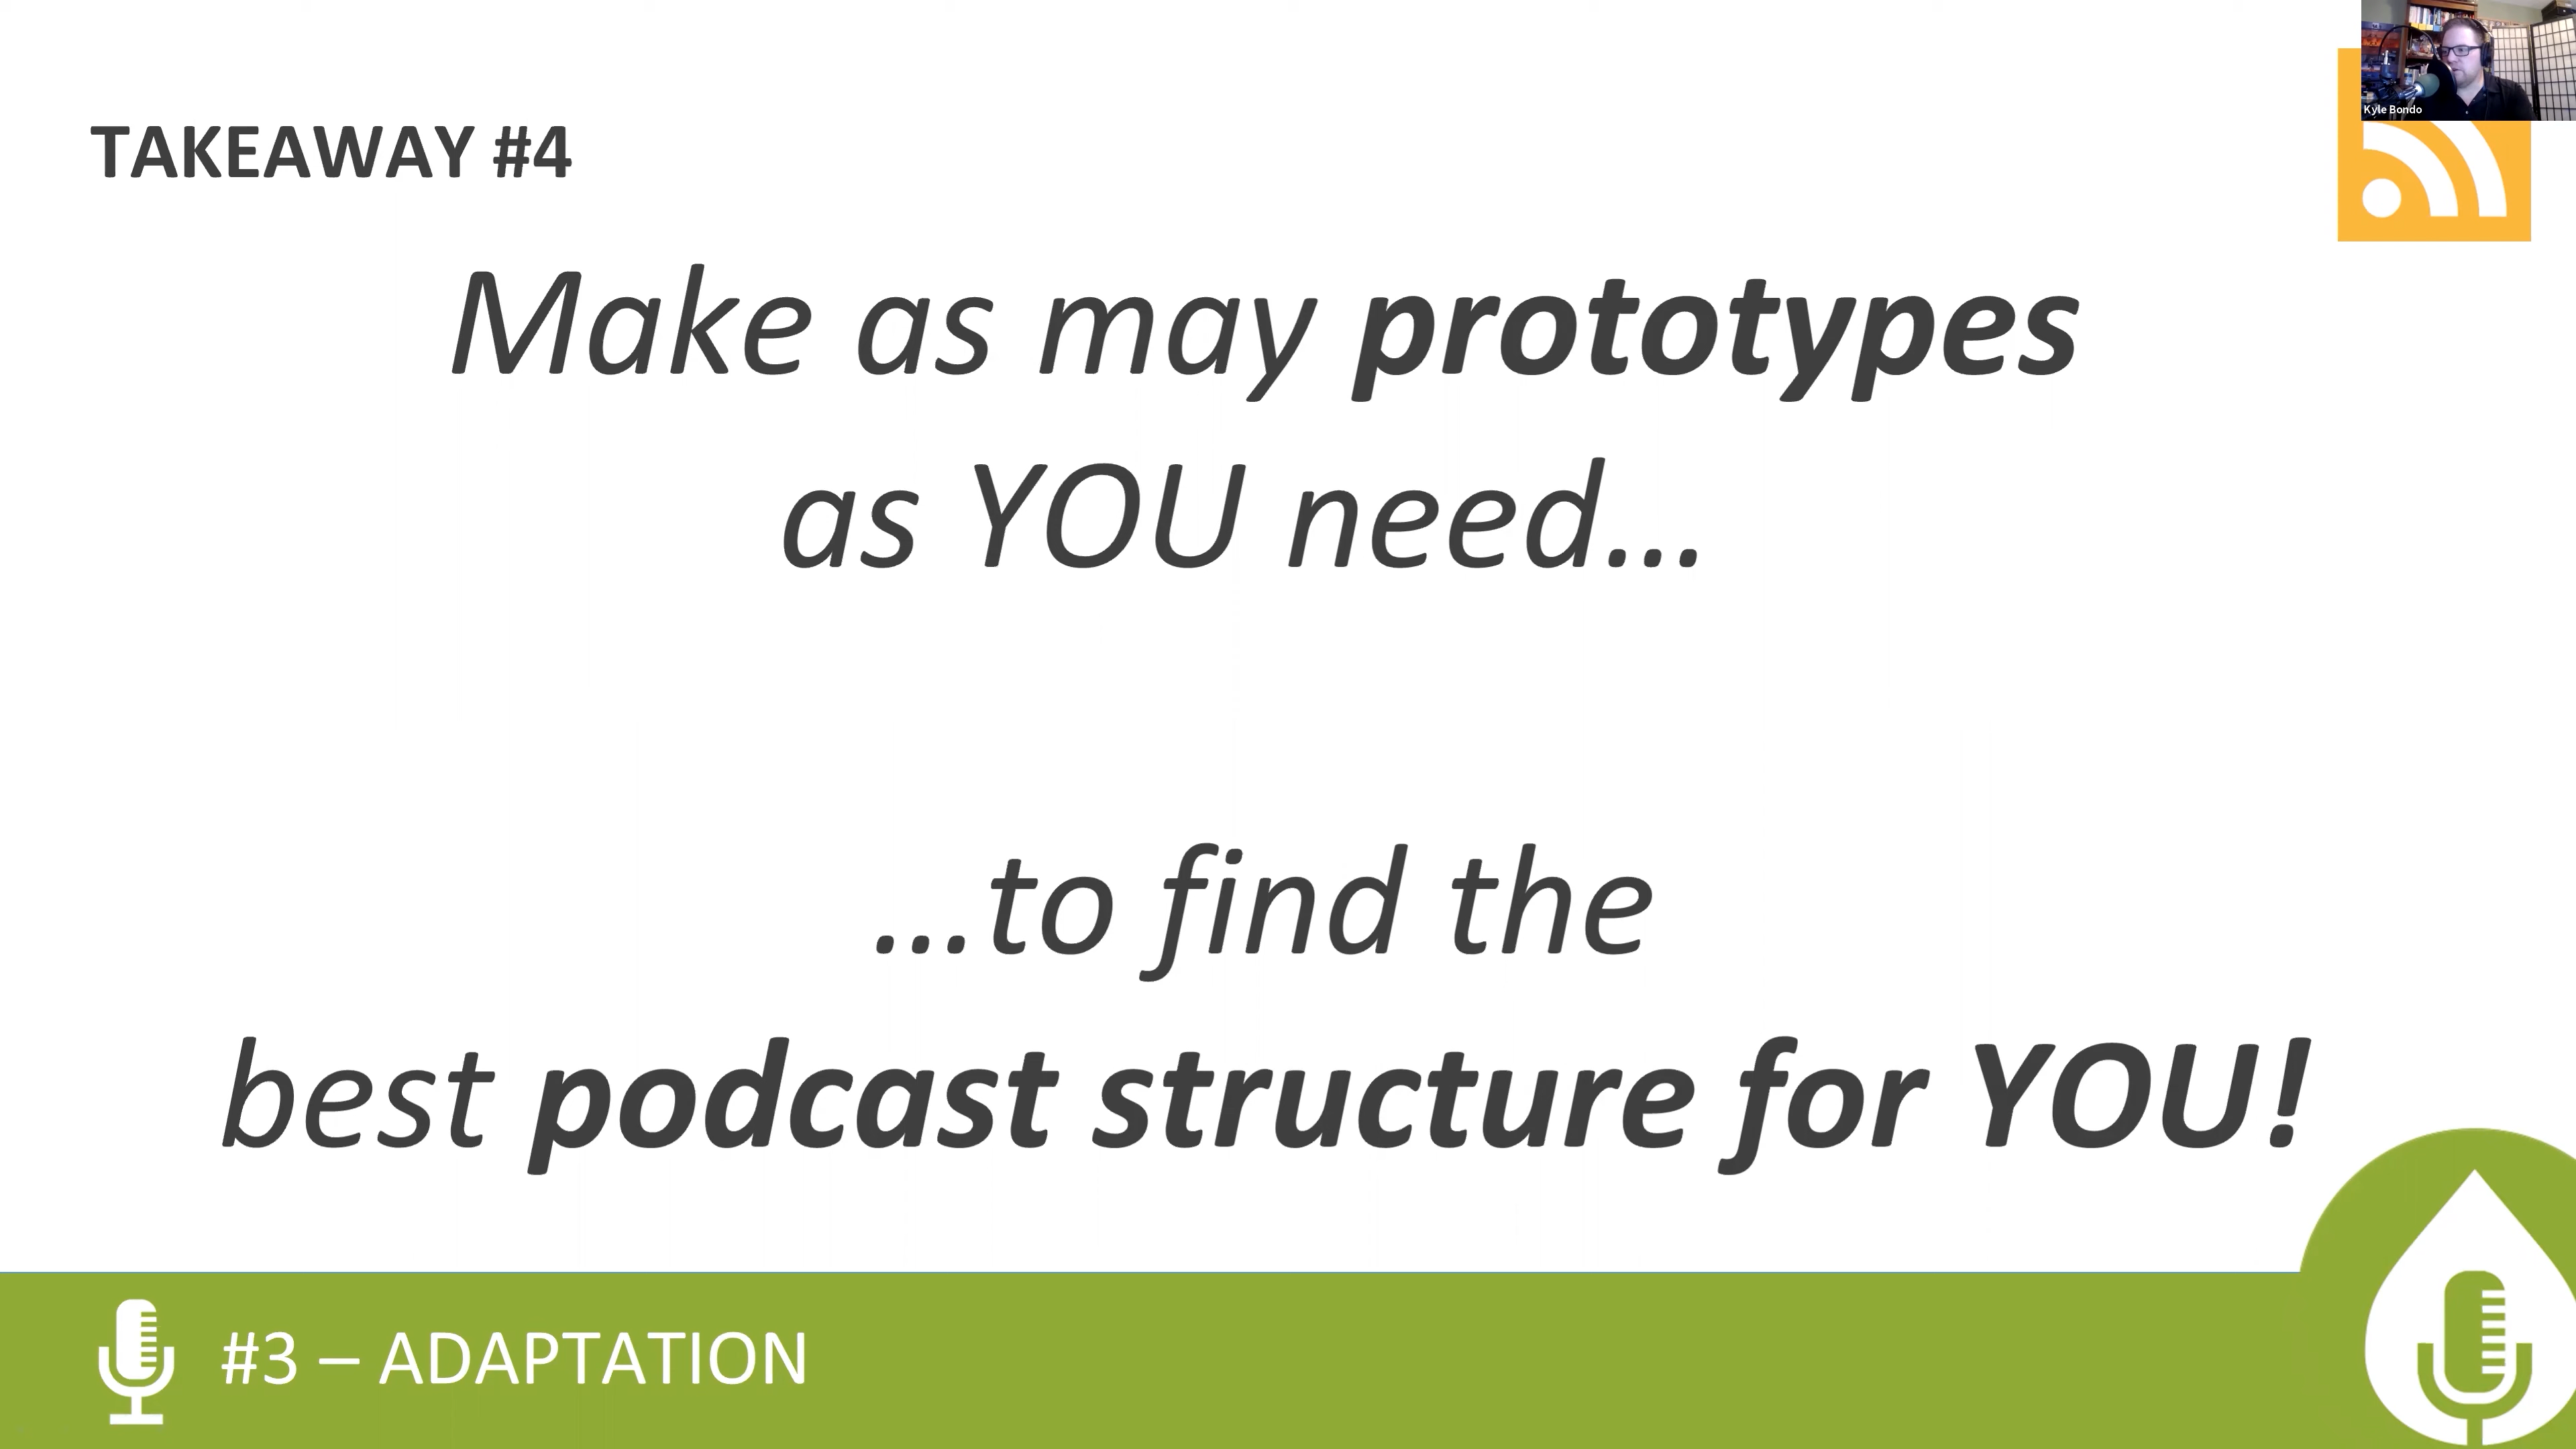 Kyle Bondo
TAKEAWAY #4
Make as may prototypes
as YOU need...
...to find the
best podcast structure for YOU!
#3 – ADAPTATION